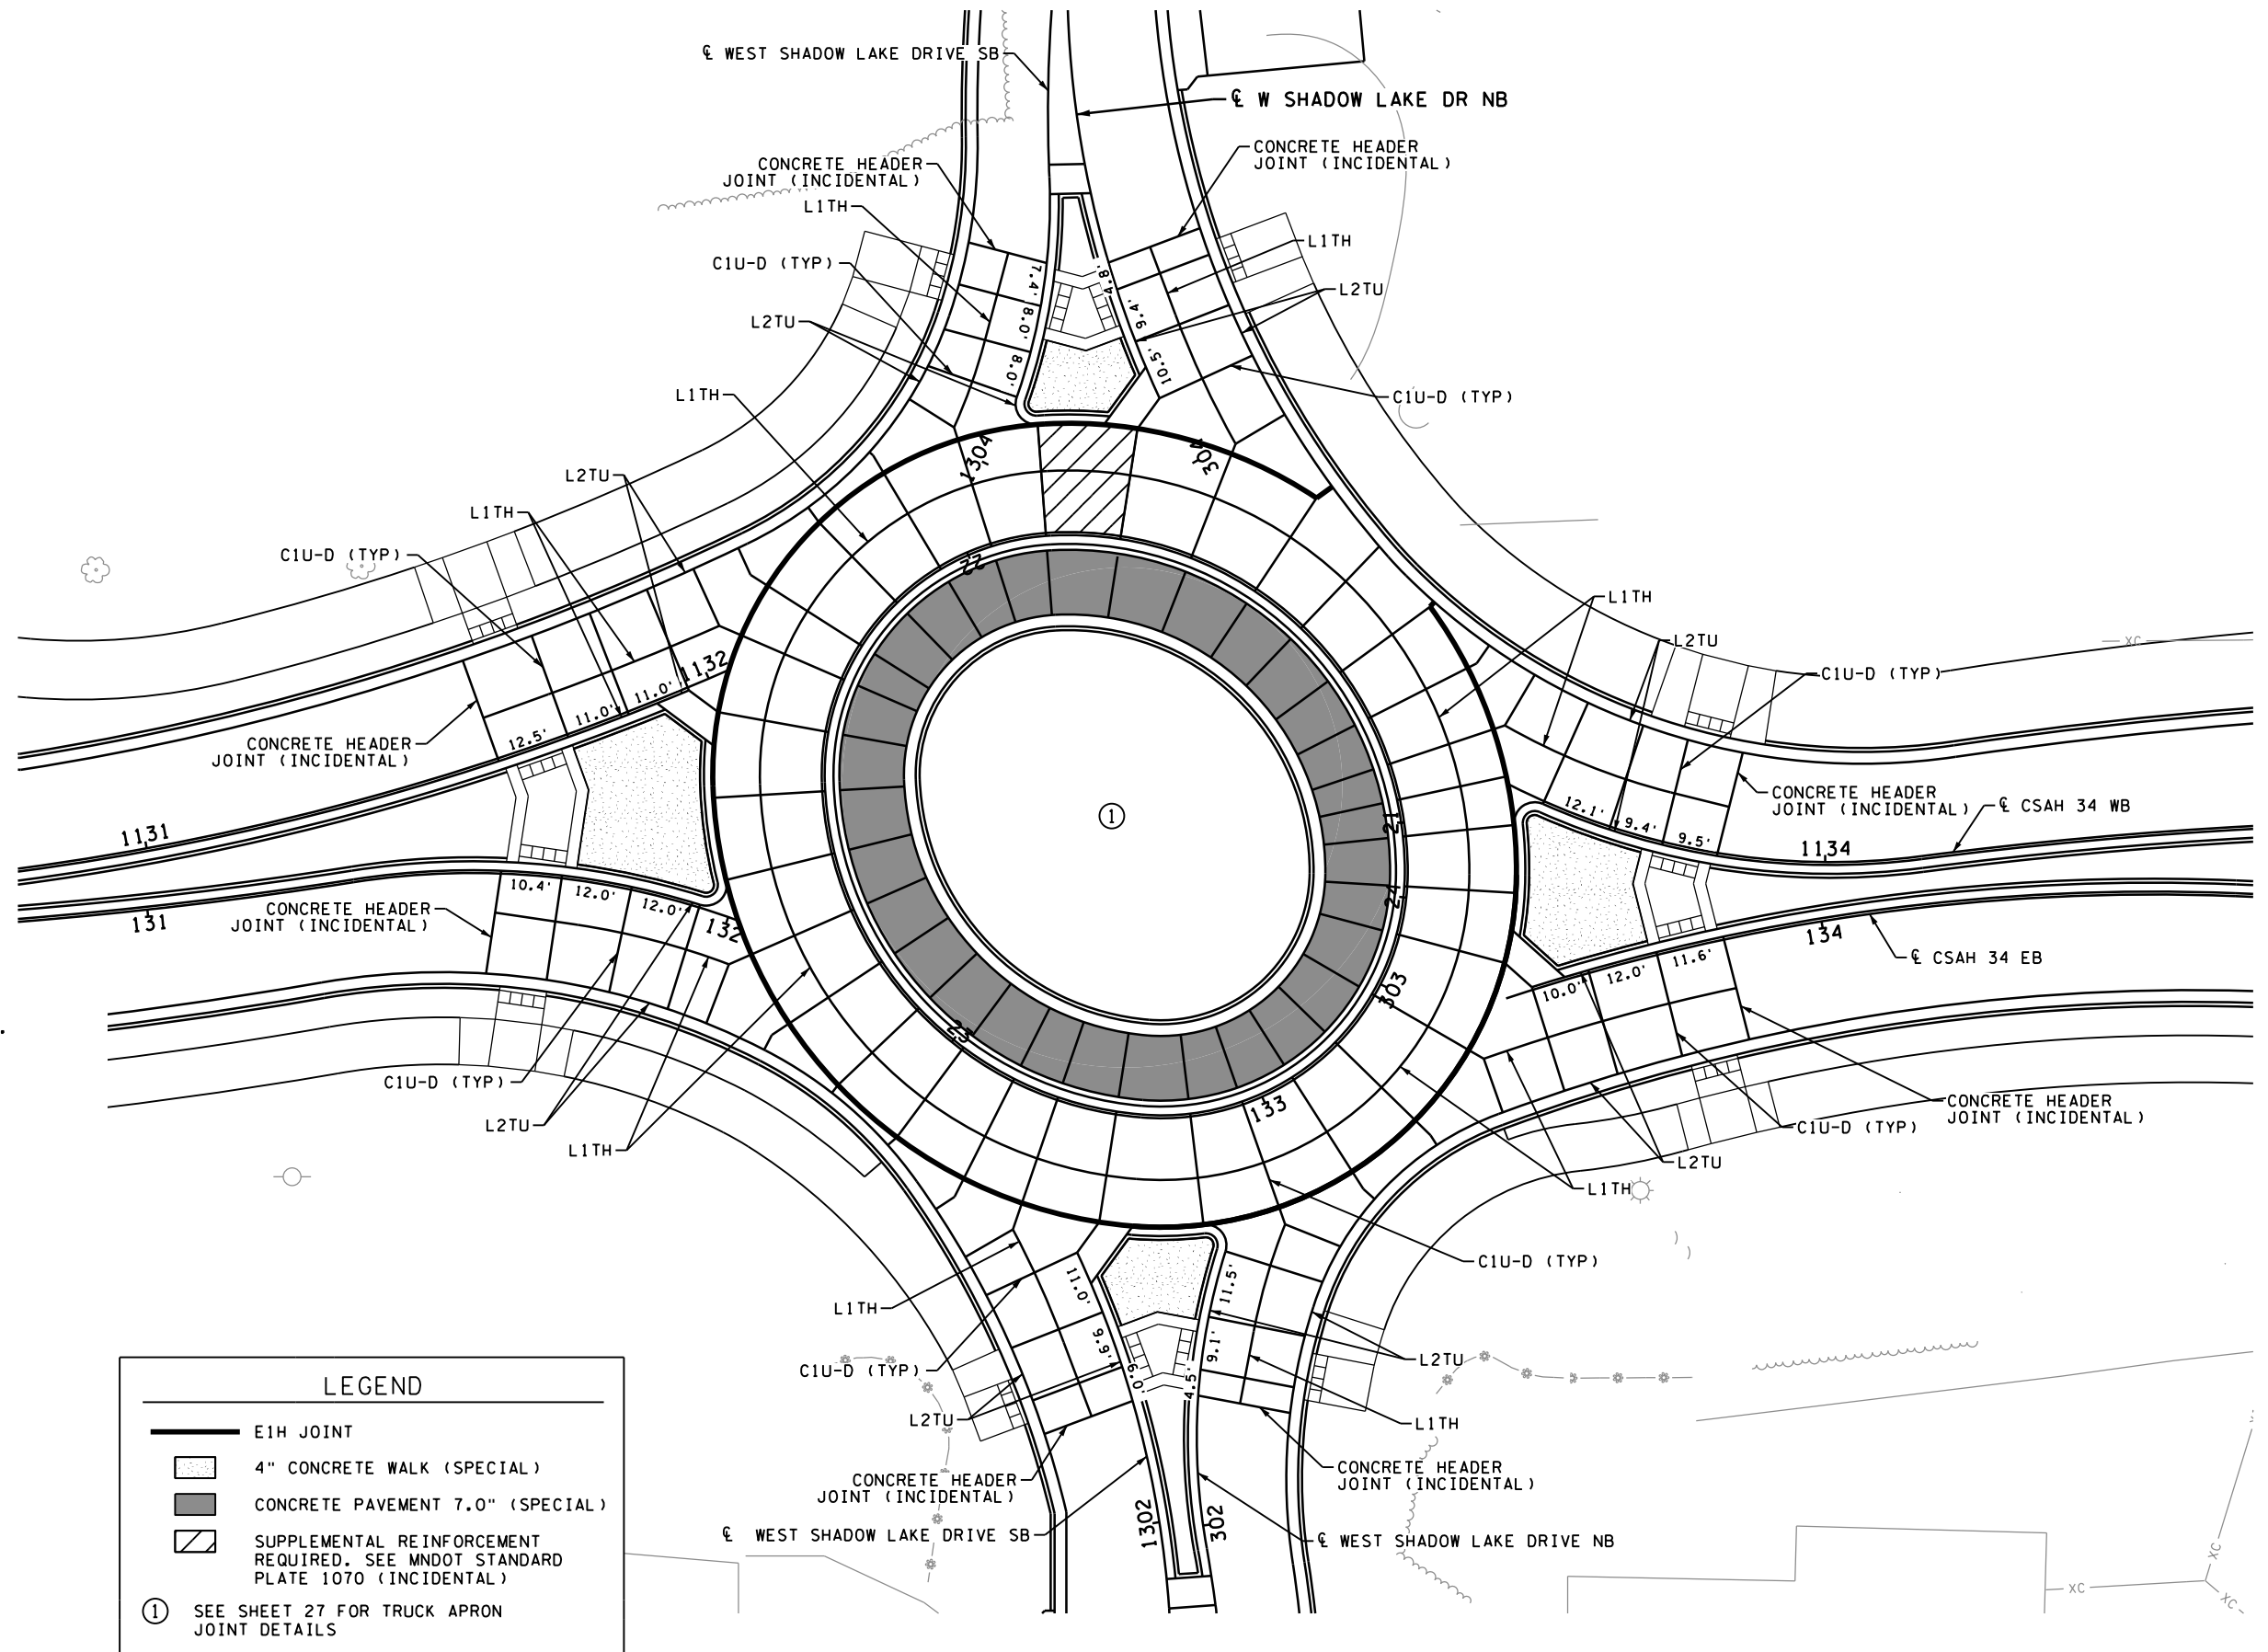 ℄ WEST SHADOW LAKE DRIVE SB
℄ W SHADOW LAKE DR NB
CONCRETE HEADER
JOINT (INCIDENTAL)
CONCRETE HEADER
JOINT (INCIDENTAL)
L1TH
L1TH
C1U-D (TYP)
L2TU
L2TU
7.4'
8.0'
8.0'
4.8'
9.4'
10.5'
L1TH
C1U-D (TYP)
1304
304
L2TU
L1TH
C1U-D (TYP)
22
L1TH
L2TU
XC
C1U-D (TYP)
1132
11.0'
11.0'
12.5'
CONCRETE HEADER
JOINT (INCIDENTAL)
CONCRETE HEADER
JOINT (INCIDENTAL)
℄ CSAH 34 WB
12.1'
9.4'
9.5'
1134
1131
1
21
24
10.4'
12.0'
12.0'
CONCRETE HEADER
JOINT (INCIDENTAL)
131
132
134
℄ CSAH 34 EB
303
10.0'
12.0'
11.6'
23
C1U-D (TYP)
L2TU
L1TH
133
CONCRETE HEADER
JOINT (INCIDENTAL)
C1U-D (TYP)
L2TU
L1TH
C1U-D (TYP)
L1TH
11.0'
9.9'
6.0'
11.5'
9.1'
4.5'
C1U-D (TYP)
L2TU
L2TU
L1TH
CONCRETE HEADER
JOINT (INCIDENTAL)
CONCRETE HEADER
JOINT (INCIDENTAL)
1302
302
℄ WEST SHADOW LAKE DRIVE SB
℄ WEST SHADOW LAKE DRIVE NB
XC
XC
XC
LEGEND
E1H JOINT
4" CONCRETE WALK (SPECIAL)
CONCRETE PAVEMENT 7.0" (SPECIAL)
SUPPLEMENTAL REINFORCEMENT
REQUIRED. SEE MNDOT STANDARD
PLATE 1070 (INCIDENTAL)
1 SEE SHEET 27 FOR TRUCK APRON
JOINT DETAILS